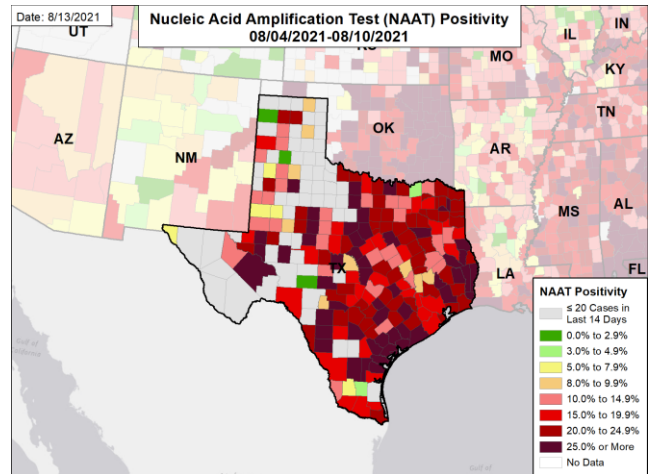 Date: 8/13/2021
Nucleic Acid Amplification Test (NAAT) Positivity
08/04/2021-08/10/2021
UT
MO
IL
IN
KY
TN
AZ
NM
OK
AR
MS
AL
TX
LA
FL
Gulf of
California
NAAT Positivity
≤ 20 Cases in
Last 14 Days
0.0% to 2.9%
3.0% to 4.9%
5.0% to 7.9%
8.0% to 9.9%
10.0% to 14.9%
15.0% to 19.9%
20.0% to 24.9%
25.0% or More
No Data